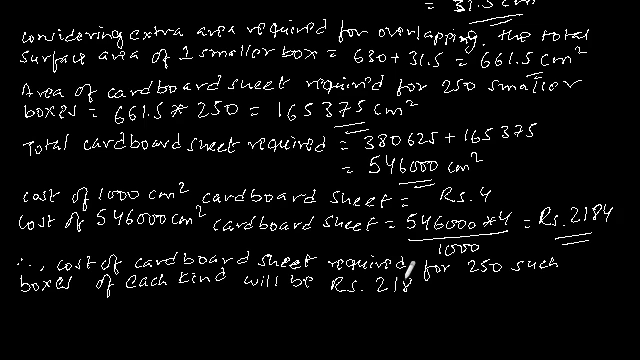 = 31.5 cm
considering extra area required for overlapping, the total
surface area of 1 smaller box = 630 + 31.5 = 661.5 cm²
Area of cardboard sheet required for 250 smaller
boxes = 661.5 * 250 = 165375 cm²
Total cardboard sheet required = 380625 + 165375
= 546000 cm²
cost of 1000 cm² cardboard sheet = Rs. 4
cost of 546000 cm² cardboard sheet = 546000 * 4 / 1000 = Rs. 2184
∴, cost of cardboard sheet required for 250 such
boxes of each kind will be Rs. 218